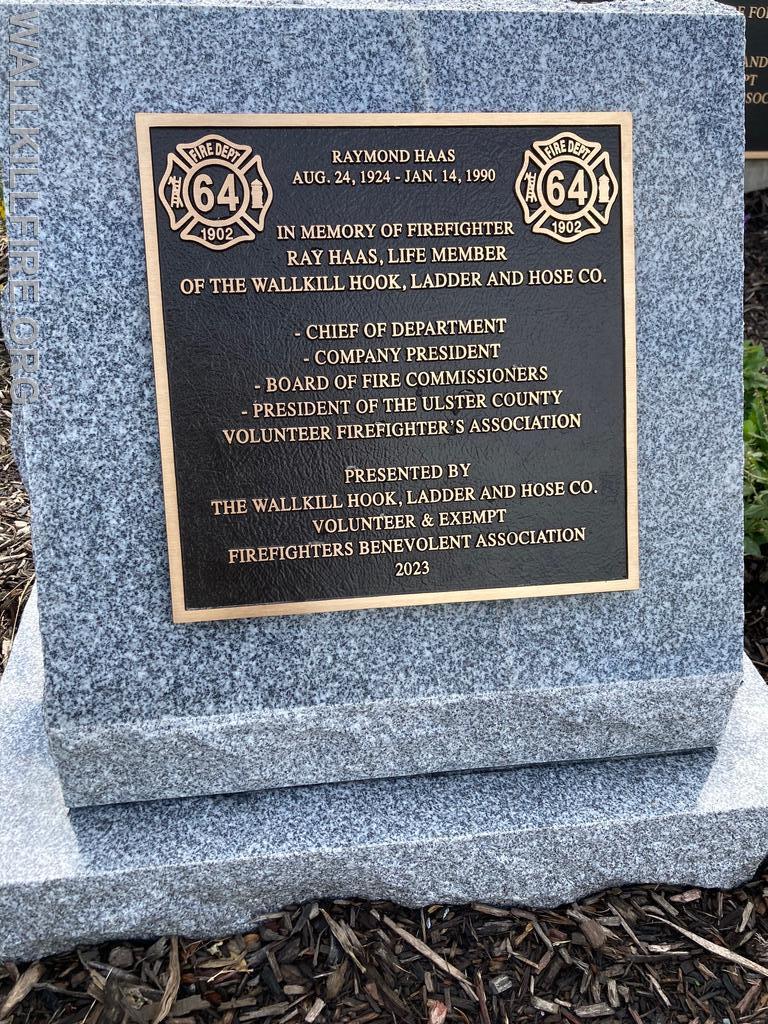 WALLKILLFIRE.ORG
FIRE DEPT
64
1902
FIRE DEPT
64
1902
RAYMOND HAAS
AUG. 24, 1924 - JAN. 14, 1990
IN MEMORY OF FIREFIGHTER
RAY HAAS, LIFE MEMBER
OF THE WALLKILL HOOK, LADDER AND HOSE CO.
- CHIEF OF DEPARTMENT
- COMPANY PRESIDENT
- BOARD OF FIRE COMMISSIONERS
- PRESIDENT OF THE ULSTER COUNTY
VOLUNTEER FIREFIGHTER'S ASSOCIATION
PRESENTED BY
THE WALLKILL HOOK, LADDER AND HOSE CO.
VOLUNTEER & EXEMPT
FIREFIGHTERS BENEVOLENT ASSOCIATION
2023